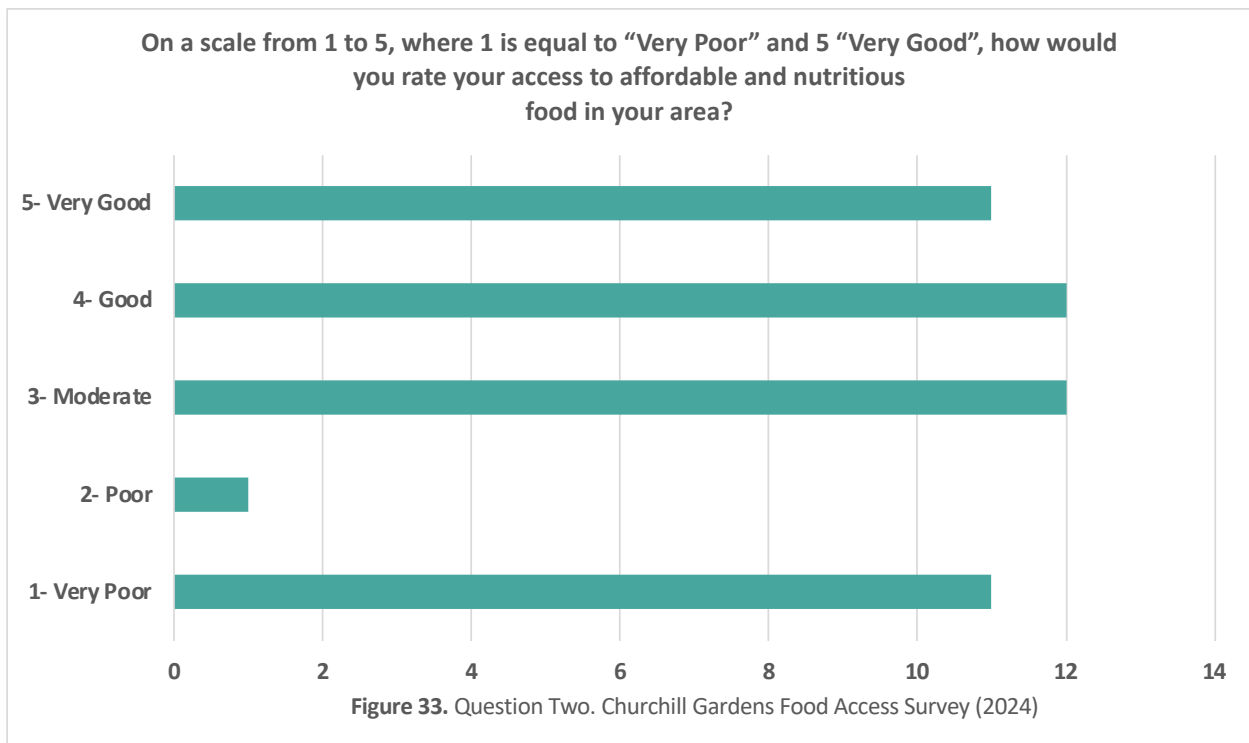 On a scale from 1 to 5, where 1 is equal to “Very Poor” and 5 “Very Good”, how would
you rate your access to affordable and nutritious
food in your area?
5- Very Good
4- Good
3- Moderate
2- Poor
1- Very Poor
0 2 4 6 8 10 12 14
Figure 33. Question Two. Churchill Gardens Food Access Survey (2024)